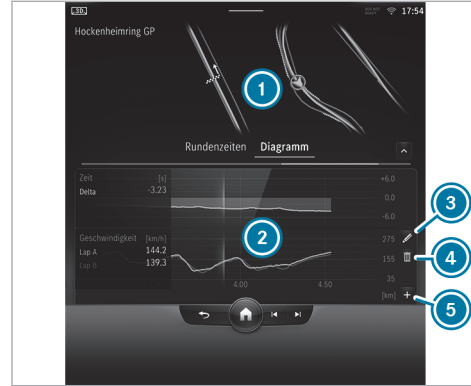 SD
17:54
Hockenheimring GP
1
Rundenzeiten Diagramm
Zeit [s]
Delta -3.23
+6.0
0.0
-6.0
3
Geschwindigkeit [km/h]
Lap A 144.2
Lap B 139.3
2
275
155
35
4
4.00 4.50
[km]
5